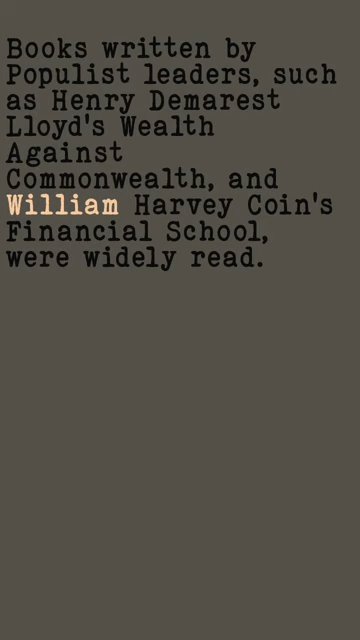 Books written by
Populist leaders, such
as Henry Demarest
Lloyd's Wealth
Against
Commonwealth, and
William Harvey Coin's
Financial School,
were widely read.